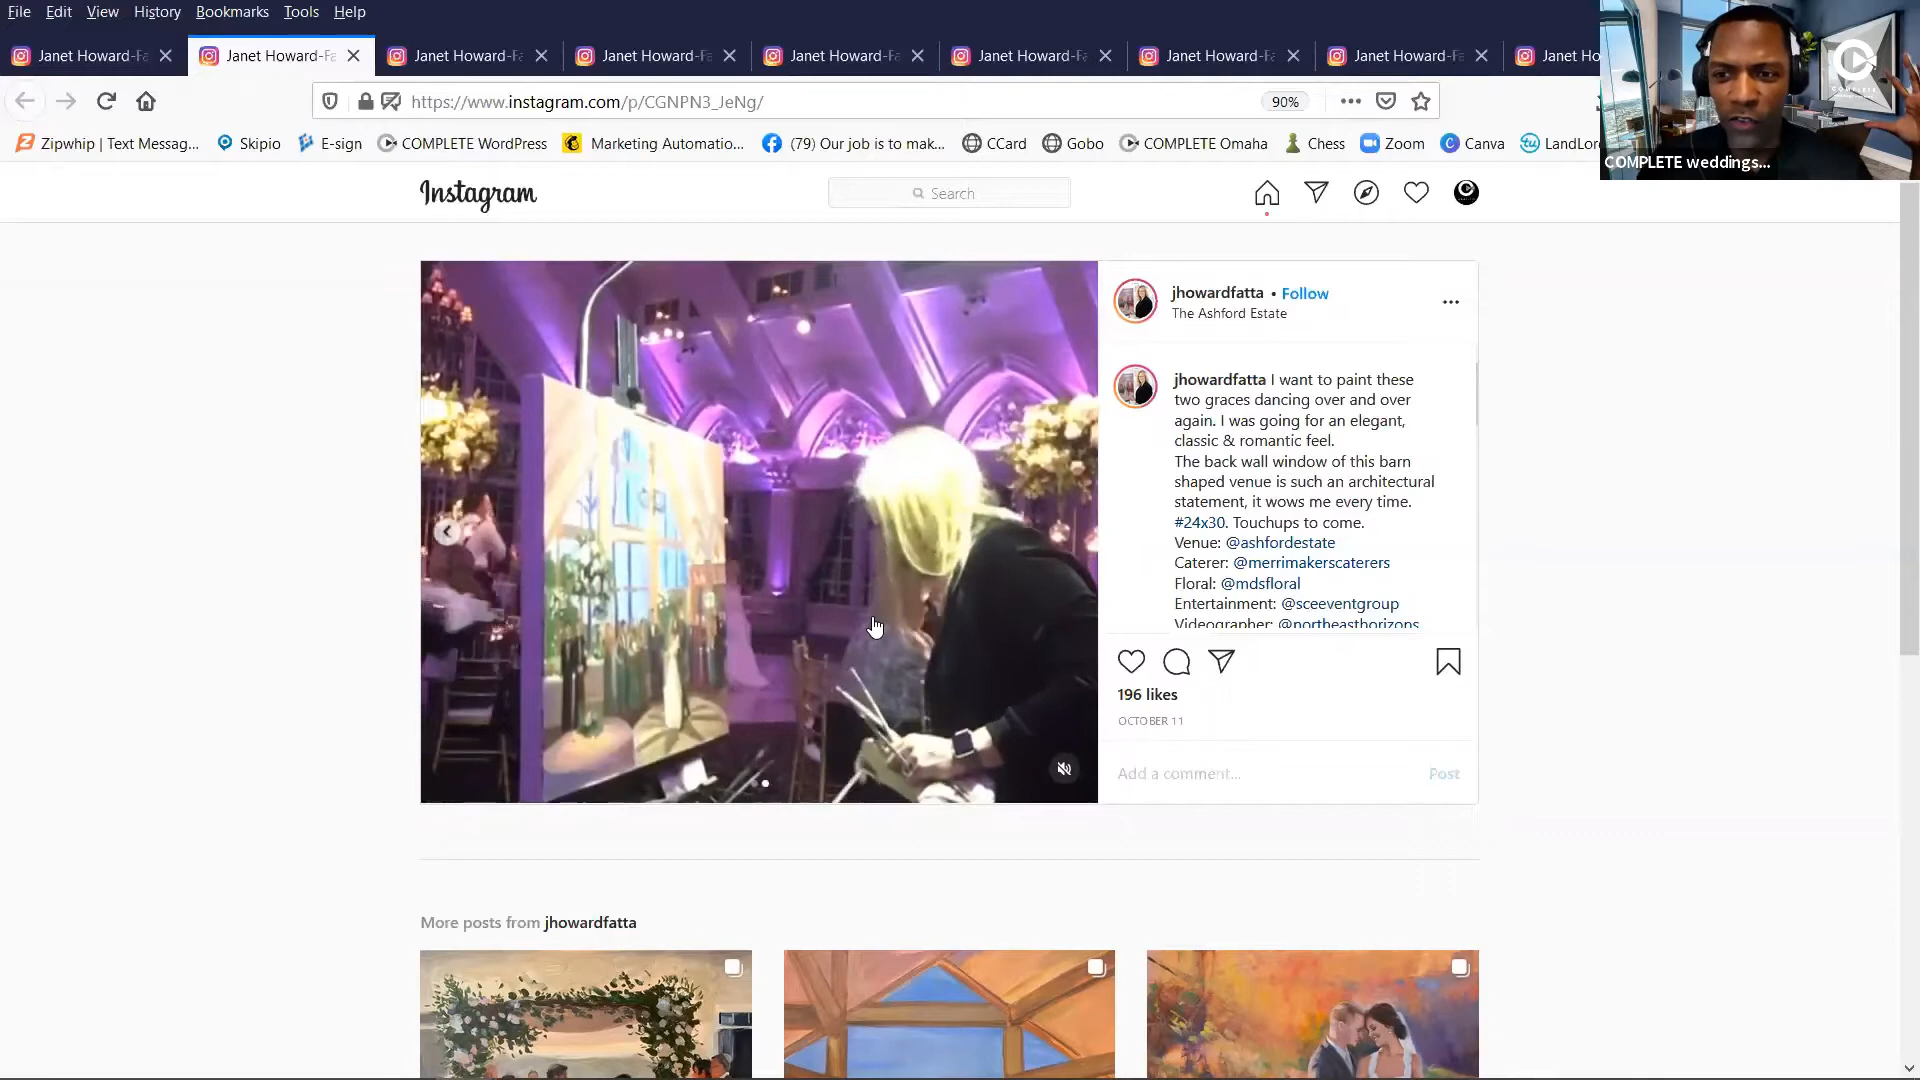 File Edit View History Bookmarks Tools Help
Janet Howard-Fa Janet Howard-Fa Janet Howard-Fa Janet Howard-Fa Janet Howard-Fa Janet Howard-Fa Janet Howard-Fa Janet Howard-Fa Janet Ho
https://www.instagram.com/p/CGNPN3_JeNg/ 90%
Zipwhip | Text Messag... Skipio E-sign COMPLETE WordPress Marketing Automatio... (79) Our job is to mak... CCard Gobo COMPLETE Omaha Chess Zoom Canva LandLor
COMPLETE
COMPLETE weddings...
Instagram
Search
jhowardfatta • Follow
The Ashford Estate
jhowardfatta I want to paint these
two graces dancing over and over
again. I was going for an elegant,
classic & romantic feel.
The back wall window of this barn
shaped venue is such an architectural
statement, it wows me every time.
#24x30. Touchups to come.
Venue: @ashfordestate
Caterer: @merrimakerscaterers
Floral: @mdsfloral
Entertainment: @sceeventgroup
Videographer: @northeasthorizons
196 likes
OCTOBER 11
Add a comment... Post
More posts from jhowardfatta